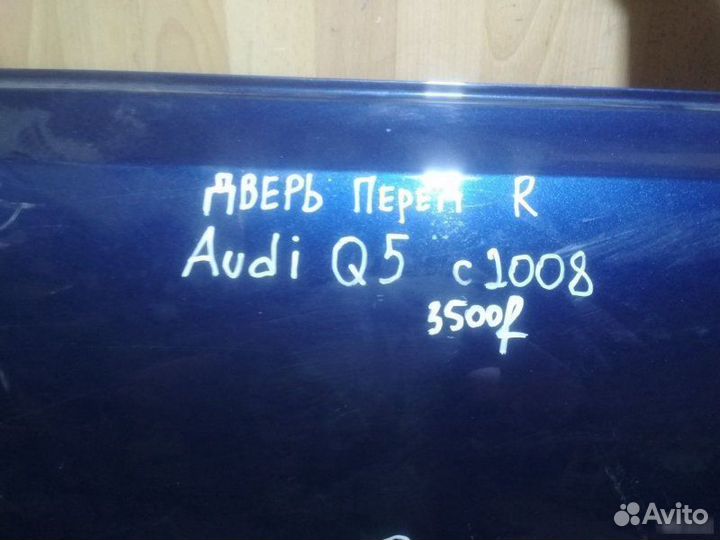 ДВЕРЬ ПЕРЕД R
Audi Q5 с 2008
3500р
Avito